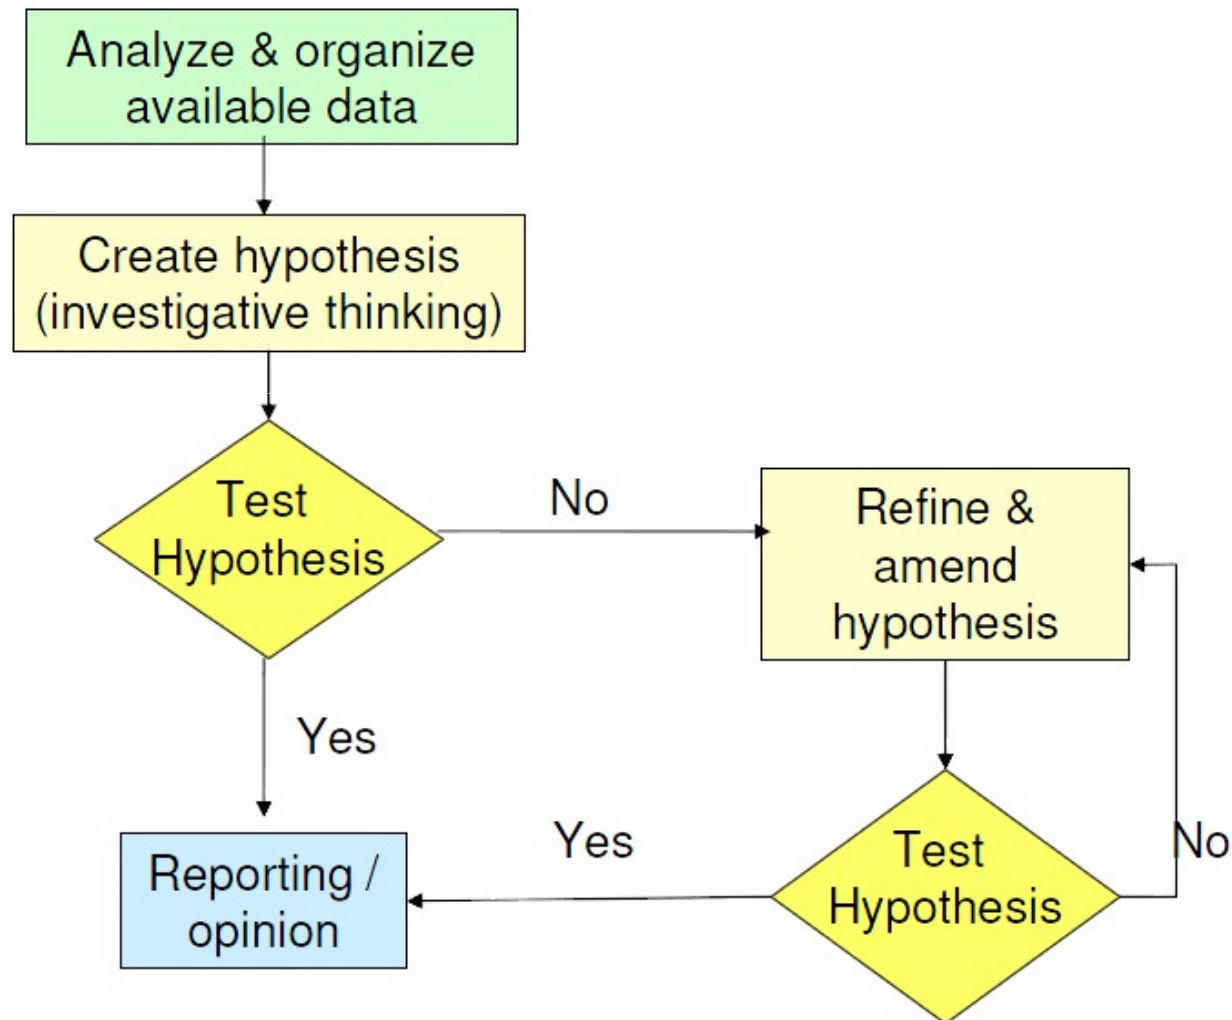 Analyze & organize
available data
Create hypothesis
(investigative thinking)
Test
Hypothesis
No
Refine &
amend
hypothesis
Yes
Reporting /
opinion
Yes
Test
Hypothesis
No